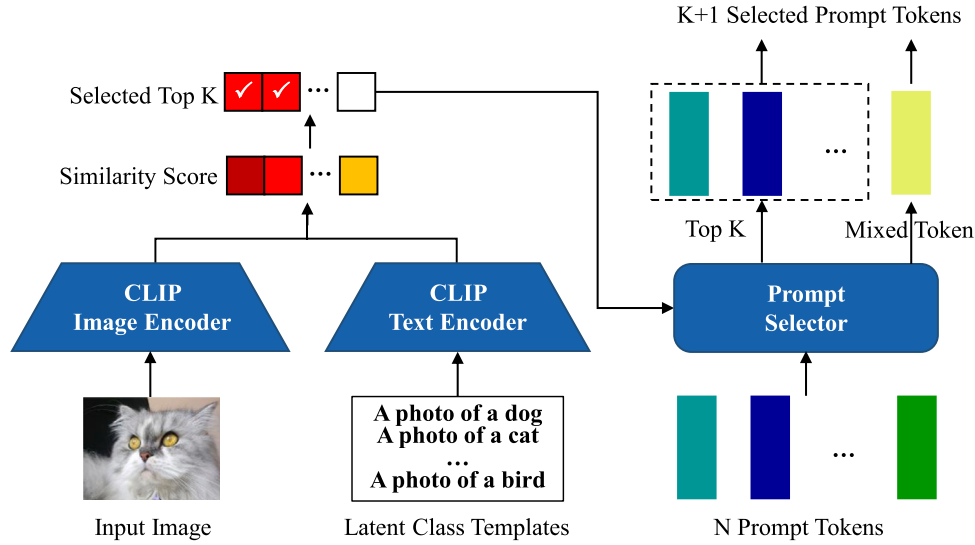 K+1 Selected Prompt Tokens
Selected Top K
...
...
Similarity Score
...
Top K
Mixed Token
CLIP
Image Encoder
CLIP
Text Encoder
Prompt
Selector
A photo of a dog
A photo of a cat
...
A photo of a bird
...
Input Image
Latent Class Templates
N Prompt Tokens